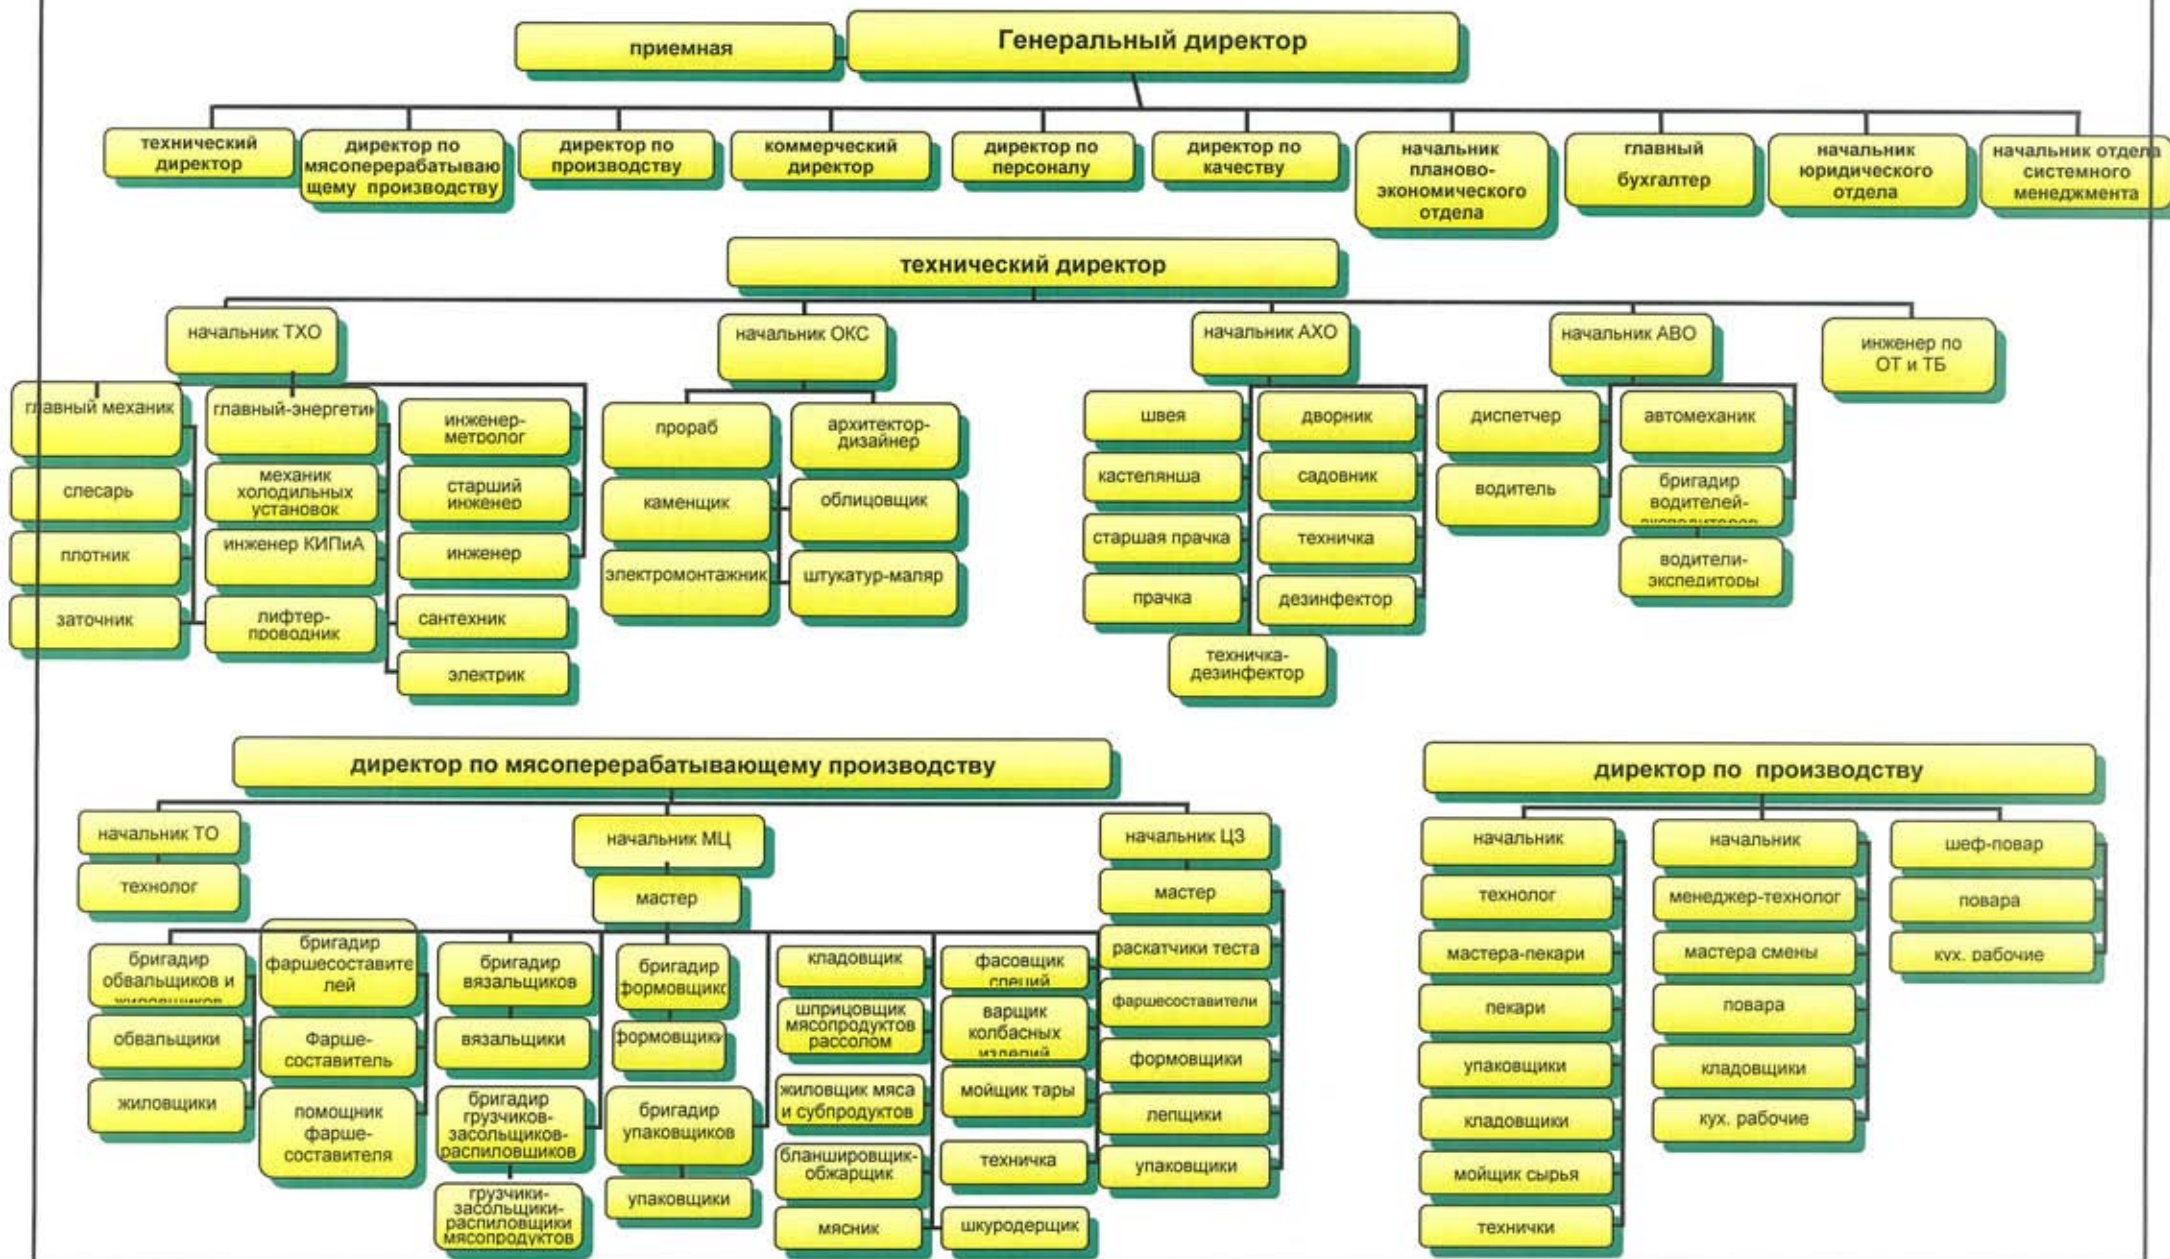 приемная
Генеральный директор
технический
директор
директор по
мясоперерабатываю
щему производству
директор по
производству
коммерческий
директор
директор по
персоналу
директор по
качеству
начальник
планово-
экономического
отдела
главный
бухгалтер
начальник
юридического
отдела
начальник отдела
системного
менеджмента
технический директор
начальник ТХО
начальник ОКС
начальник АХО
начальник АВО
инженер по
ОТ и ТБ
главный механик
слесарь
плотник
заточник
главный-энергетик
механик
холодильных
установок
инженер КИПиА
лифтер-
проводник
инженер-
метролог
старший
инженер
инженер
сантехник
электрик
прораб
каменщик
электромонтажник
архитектор-
дизайнер
облицовщик
штукатур-маляр
швея
кастелянша
старшая прачка
прачка
дворник
садовник
техничка
дезинфектор
техничка-
дезинфектор
диспетчер
водитель
автомеханик
бригадир
водителей-
экспедиторов
водители-
экспедиторы
директор по мясоперерабатывающему производству
начальник ТО
технолог
начальник МЦ
мастер
бригадир
обвальщиков и
жиловщиков
обвальщики
жиловщики
бригадир
фаршесоставите
лей
Фарше-
составитель
помощник
фарше-
составителя
бригадир
вязальщиков
вязальщики
бригадир
грузчиков-
засольщиков-
распиловщиков
грузчики-
засольщики-
распиловщики
мясопродуктов
бригадир
формовщикс
формовщики
бригадир
упаковщиков
упаковщики
кладовщик
шприцовщик
мясопродуктов
рассолом
жиловщик мяса
и субпродуктов
бланшировщик-
обжарщик
мясник
фасовщик
специй
варщик
колбасных
изделий
мойщик тары
техничка
шкуродерщик
начальник ЦЗ
мастер
раскатчики теста
фаршесоставители
формовщики
лепщики
упаковщики
директор по производству
начальник
технолог
мастера-пекари
пекари
упаковщики
кладовщики
мойщик сырья
технички
начальник
менеджер-технолог
мастера смены
повара
кладовщики
кух. рабочие
шеф-повар
повара
кух. рабочие